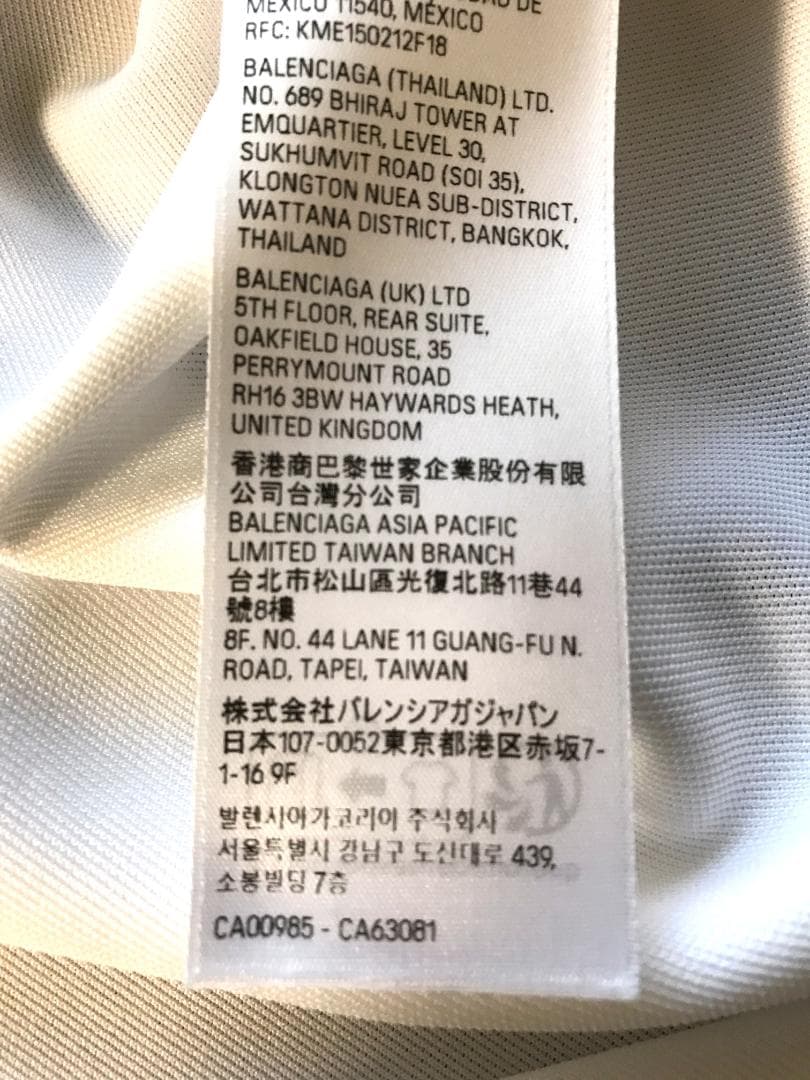 DAD DE
MÉXICO 11540, MÉXICO
RFC: KME150212F18
BALENCIAGA (THAILAND) LTD.
NO. 689 BHIRAJ TOWER AT
EMQUARTIER, LEVEL 30,
SUKHUMVIT ROAD (SOI 35),
KLONGTON NUEA SUB-DISTRICT,
WATTANA DISTRICT, BANGKOK,
THAILAND
BALENCIAGA (UK) LTD
5TH FLOOR, REAR SUITE,
OAKFIELD HOUSE, 35
PERRYMOUNT ROAD
RH16 3BW HAYWARDS HEATH,
UNITED KINGDOM
香港商巴黎世家企業股份有限
公司台灣分公司
BALENCIAGA ASIA PACIFIC
LIMITED TAIWAN BRANCH
台北市松山區光復北路11巷44
號8樓
8F. NO. 44 LANE 11 GUANG-FU N.
ROAD, TAPEI, TAIWAN
株式会社バレンシアガジャパン
日本107-0052東京都港区赤坂7-
1-16 9F
발렌시아가코리아 주식회사
서울특별시 강남구 도신대로 439,
소봉빌딩 7층
CA00985 - CA63081